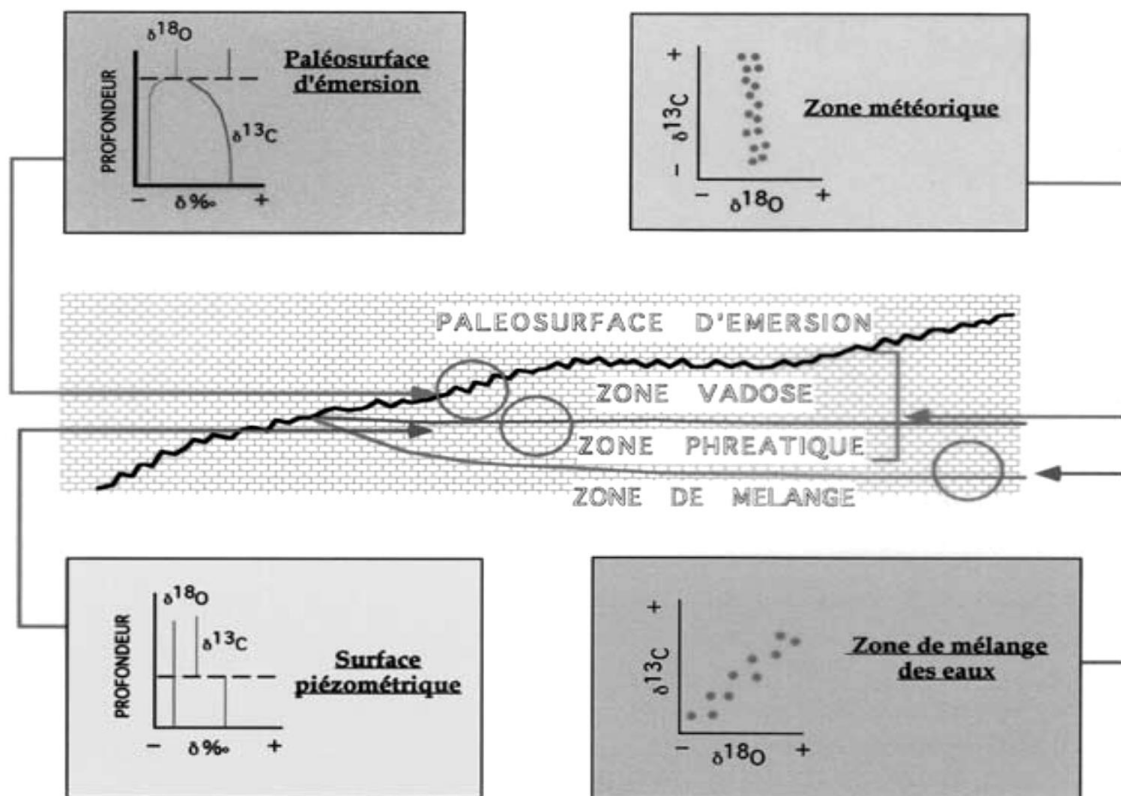 δ18O
Paléosurface
d'émersion
PROFONDEUR
δ13C
- δ‰ +
+
δ13C
-
Zone météorique
- δ18O +
PALEOSURFACE D'EMERSION
ZONE VADOSE
ZONE PHREATIQUE
ZONE DE MELANGE
δ18O
δ13C
PROFONDEUR
Surface
piézométrique
- δ‰ +
+
δ13C
Zone de mélange
des eaux
- δ18O +